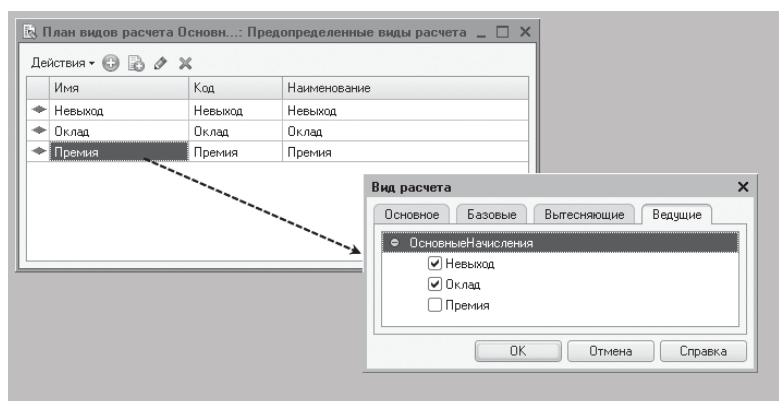 План видов расчета Основн...: Предопределенные виды расчета
Действия
Имя Код Наименование
Невыход Невыход Невыход
Оклад Оклад Оклад
Премия Премия Премия
Вид расчета
Основное Базовые Вытесняющие Ведущие
ОсновныеНачисления
Невыход
Оклад
Премия
OK Отмена Справка